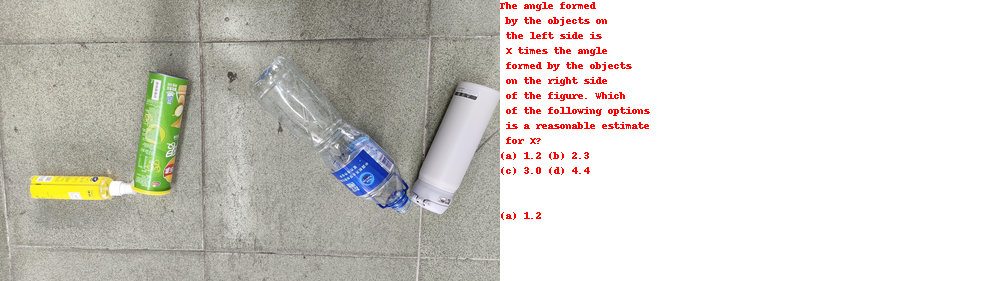 The angle formed
by the objects on
the left side is
X times the angle
formed by the objects
on the right side
of the figure. Which
of the following options
is a reasonable estimate
for X?
(a) 1.2 (b) 2.3
(c) 3.0 (d) 4.4
(a) 1.2